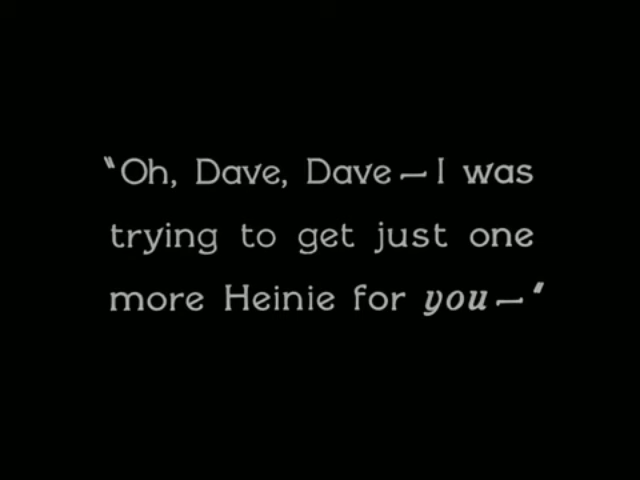 "Oh, Dave, Dave—I was
trying to get just one
more Heinie for you—"